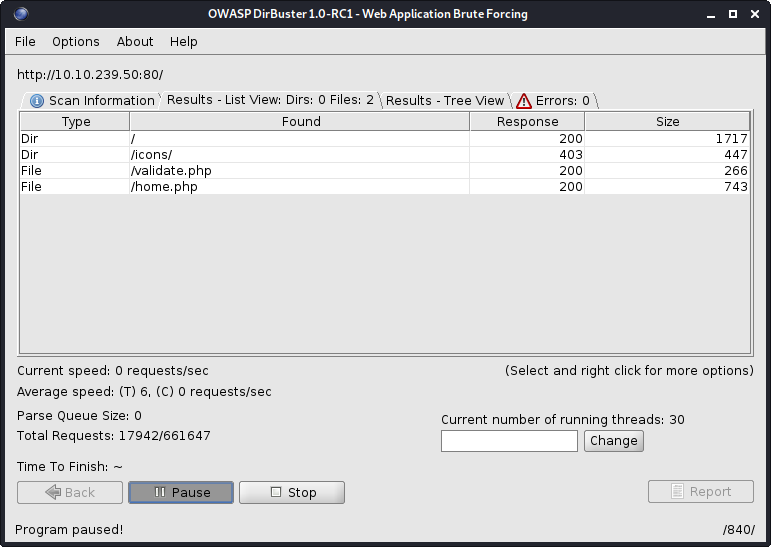 OWASP DirBuster 1.0-RC1 - Web Application Brute Forcing
File Options About Help
http://10.10.239.50:80/
Scan Information Results - List View: Dirs: 0 Files: 2 Results - Tree View Errors: 0
Type Found Response Size
Dir / 200 1717
Dir /icons/ 403 447
File /validate.php 200 266
File /home.php 200 743
Current speed: 0 requests/sec (Select and right click for more options)
Average speed: (T) 6, (C) 0 requests/sec
Parse Queue Size: 0
Current number of running threads: 30
Total Requests: 17942/661647
Change
Time To Finish: ~
Back Pause Stop Report
Program paused! /840/